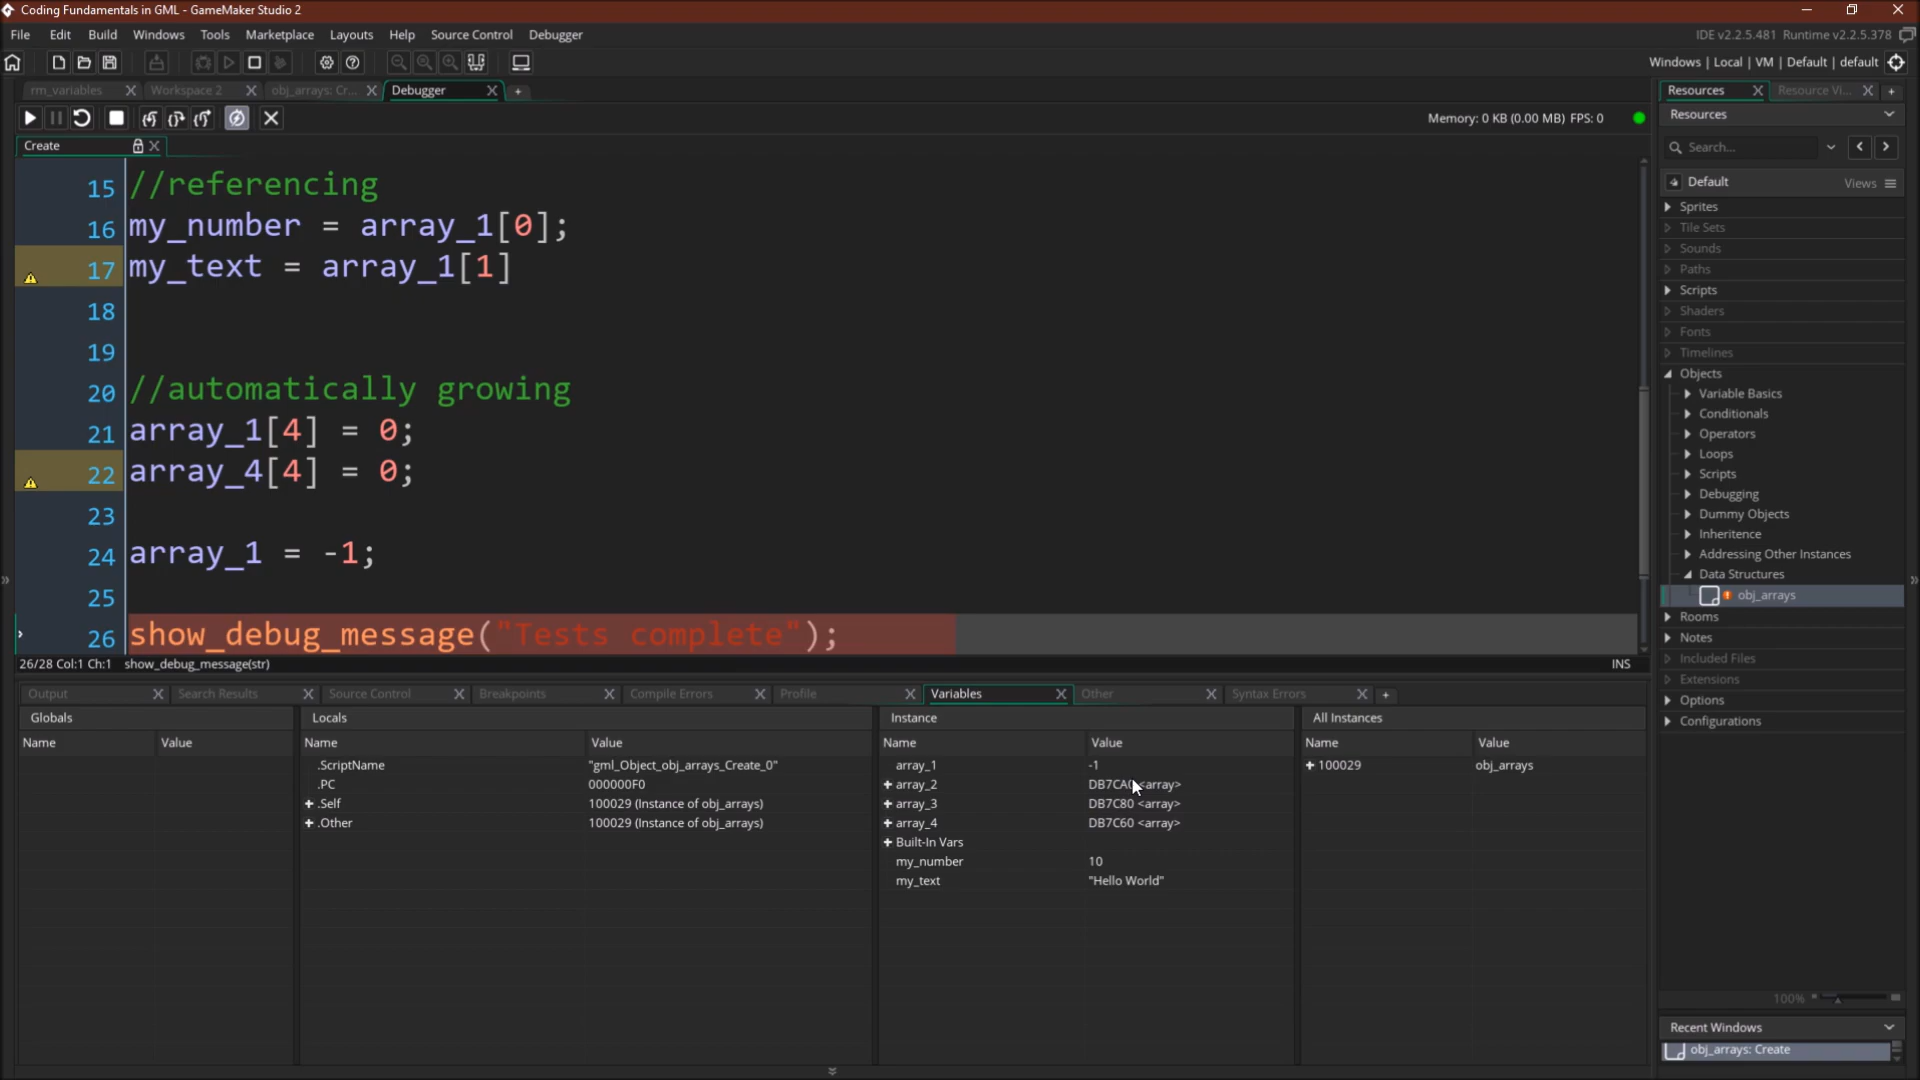 Coding Fundamentals in GML - GameMaker Studio 2
File Edit Build Windows Tools Marketplace Layouts Help Source Control Debugger
IDE v2.2.5.481 Runtime v2.2.5.378
Windows | Local | VM | Default | default
rm_variables Workspace 2 obj_arrays: Cr... Debugger
Memory: 0 KB (0.00 MB) FPS: 0
Create
15 //referencing
16 my_number = array_1[0];
17 my_text = array_1[1]
18
19
20 //automatically growing
21 array_1[4] = 0;
22 array_4[4] = 0;
23
24 array_1 = -1;
25
26 show_debug_message("Tests complete");
26/28 Col:1 Ch:1 show_debug_message(str)
INS
Output Search Results Source Control Breakpoints Compile Errors Profile Variables Other Syntax Errors
Globals
Name Value
Locals
Name Value
.ScriptName "gml_Object_obj_arrays_Create_0"
.PC 000000F0
.Self 100029 (Instance of obj_arrays)
.Other 100029 (Instance of obj_arrays)
Instance
Name Value
array_1 -1
array_2 DB7CA0 <array>
array_3 DB7C80 <array>
array_4 DB7C60 <array>
Built-In Vars
my_number 10
my_text "Hello World"
All Instances
Name Value
100029 obj_arrays
Resources Resource Vi...
Resources
Search...
Default Views
Sprites
Tile Sets
Sounds
Paths
Scripts
Shaders
Fonts
Timelines
Objects
Variable Basics
Conditionals
Operators
Loops
Scripts
Debugging
Dummy Objects
Inheritence
Addressing Other Instances
Data Structures
obj_arrays
Rooms
Notes
Included Files
Extensions
Options
Configurations
100%
Recent Windows
obj_arrays: Create